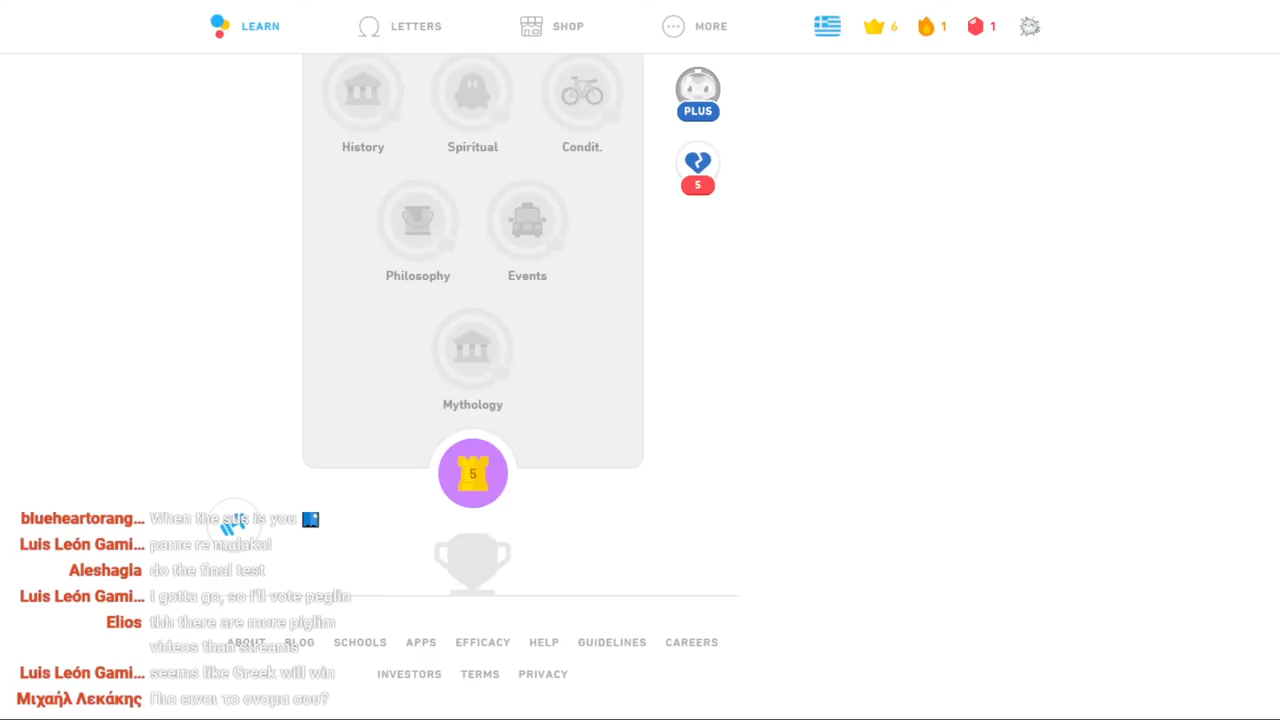 LEARN LETTERS SHOP MORE 6 1 1
PLUS
History Spiritual Condit.
5
Philosophy Events
Mythology
5
blueheartorang... When the sus is you
Luis León Gami... pame re malaka!
Aleshagla do the final test
Luis León Gami... I gotta go, so I'll vote peglin
Elios tbh there are more piglim
videos than streams
ABOUT BLOG SCHOOLS APPS EFFICACY HELP GUIDELINES CAREERS
Luis León Gami... seems like Greek will win
INVESTORS TERMS PRIVACY
Μιχαήλ Λεκάκης Πιο ειναι το ονομα σου?